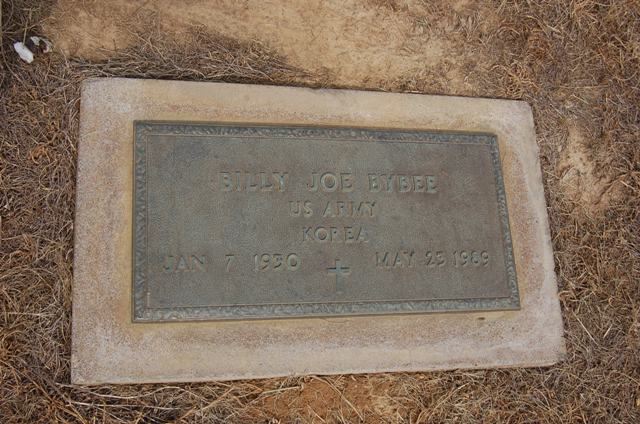 BILLY JOE BYBEE
US ARMY
KOREA
JAN 7 1930 MAY 25 1989